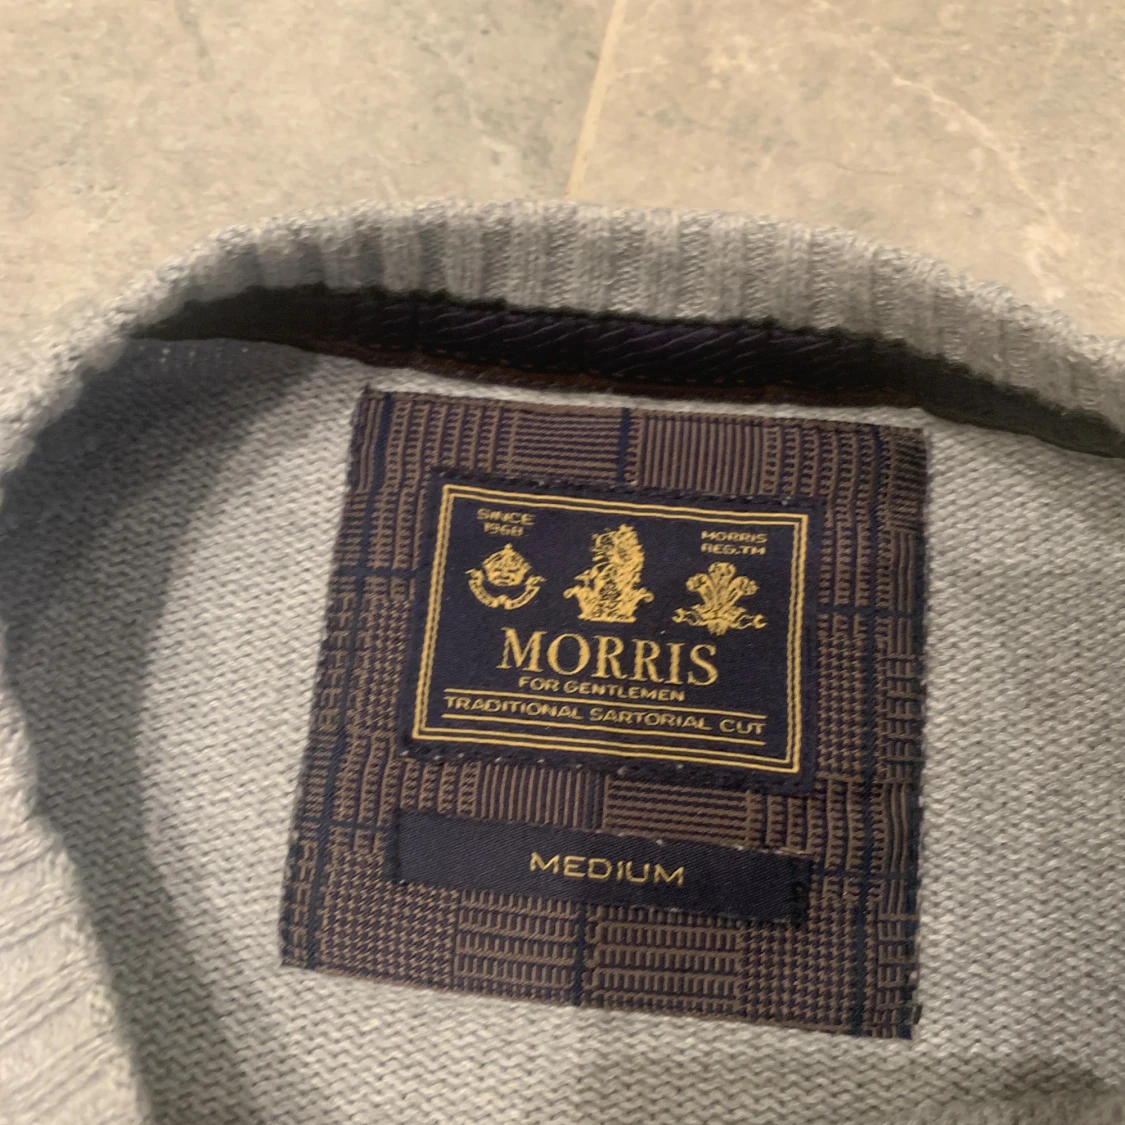 SINCE
1968
MORRIS
REG.TM
MORRIS
FOR GENTLEMEN
TRADITIONAL SARTORIAL CUT
MEDIUM